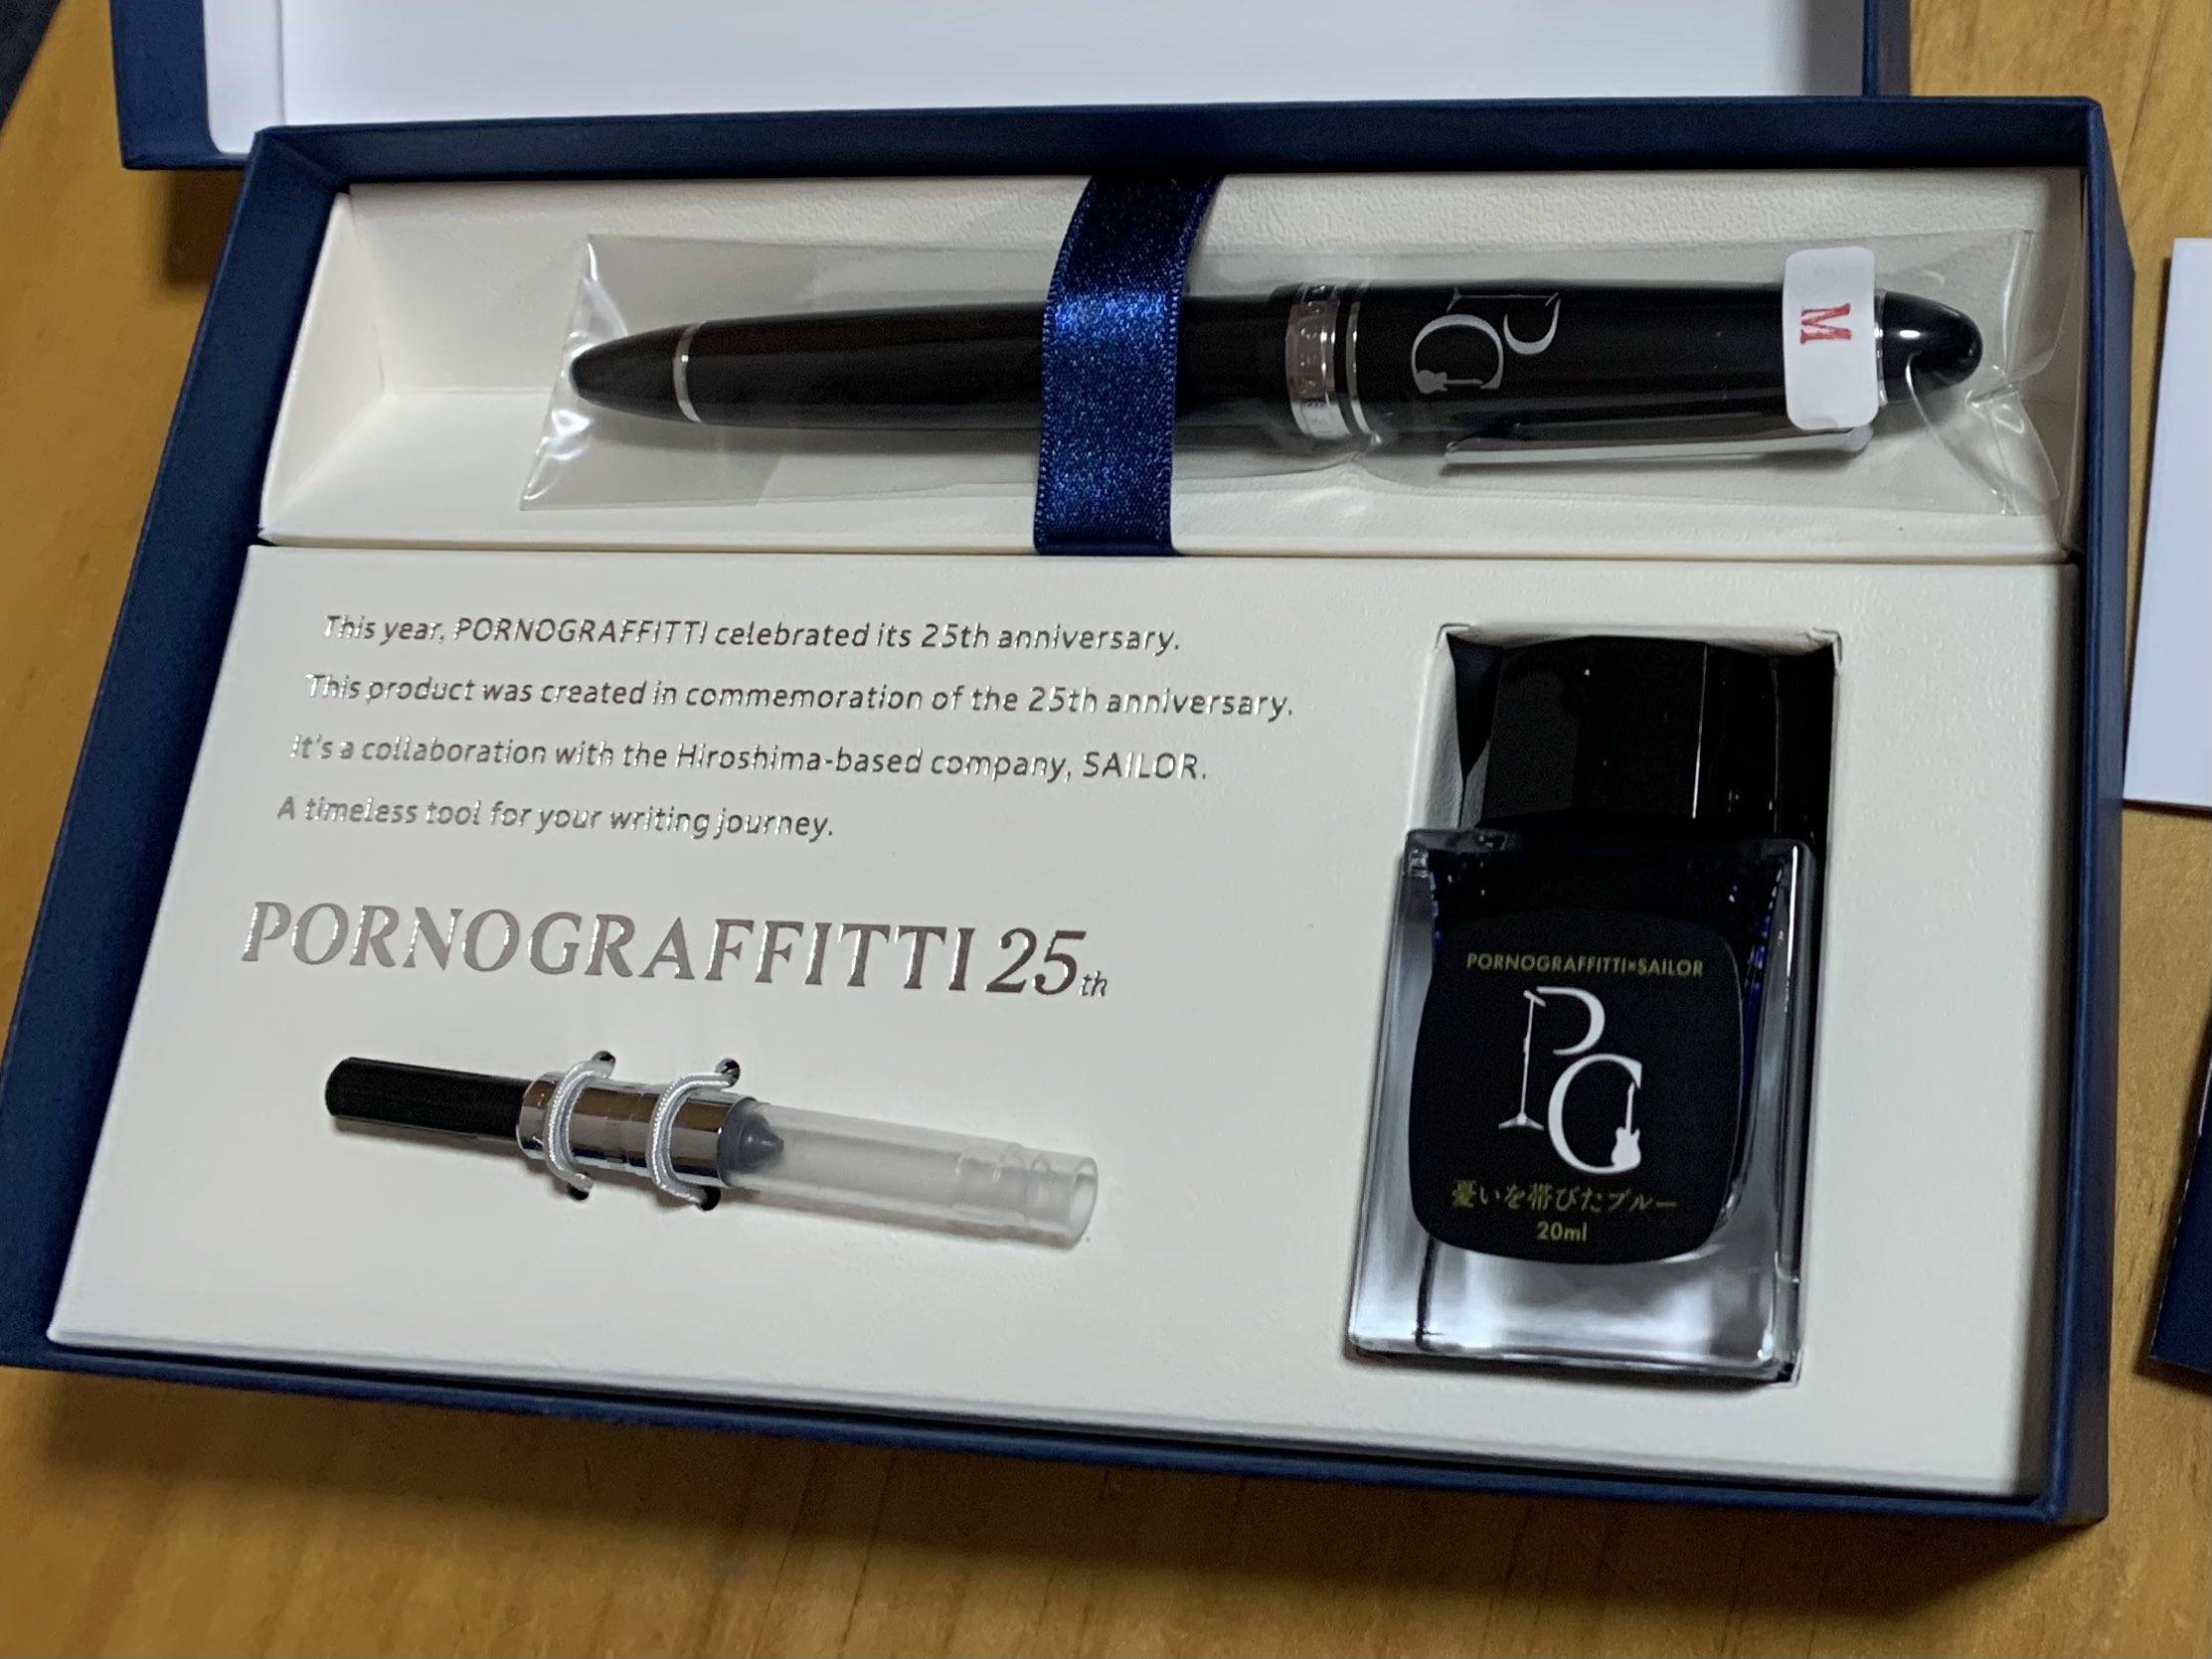 PG
M
This year, PORNOGRAFFITTI celebrated its 25th anniversary.
This product was created in commemoration of the 25th anniversary.
It's a collaboration with the Hiroshima-based company, SAILOR.
A timeless tool for your writing journey.
PORNOGRAFFITTI 25th
PORNOGRAFFITTI×SAILOR
PG
憂いを帯びたブルー
20ml